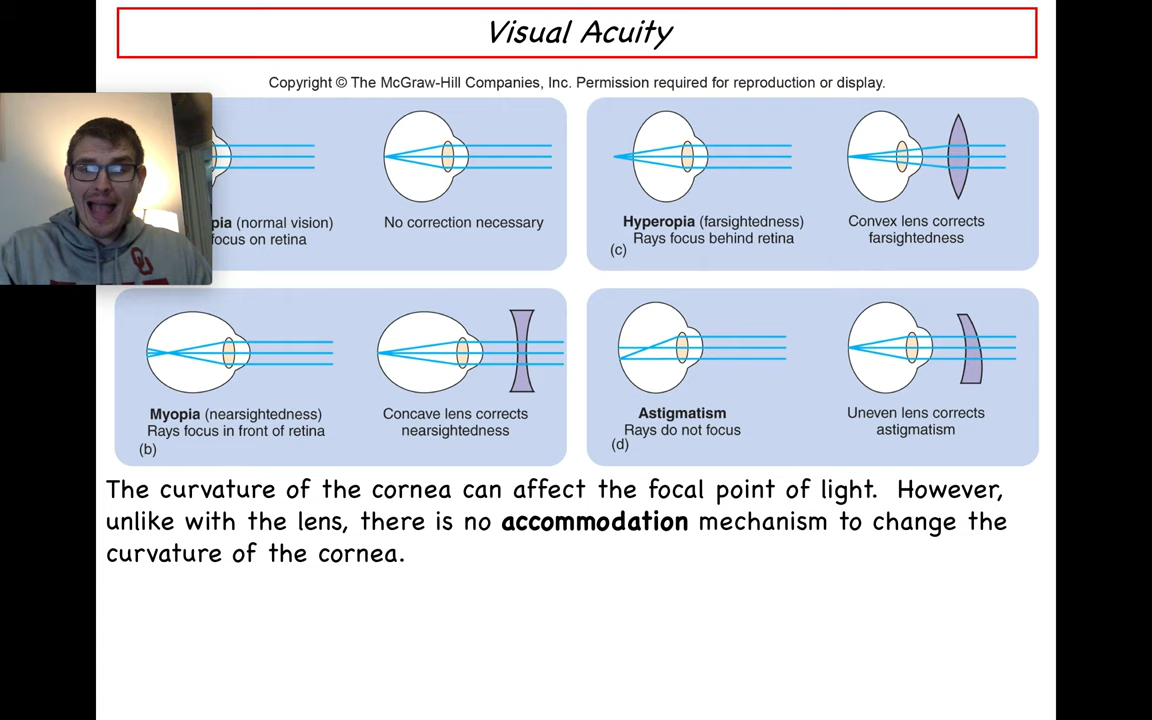 Visual Acuity
Copyright © The McGraw-Hill Companies, Inc. Permission required for reproduction or display.
pia (normal vision)
focus on retina
No correction necessary
Hyperopia (farsightedness)
Rays focus behind retina
(c)
Convex lens corrects
farsightedness
OU
Myopia (nearsightedness)
Rays focus in front of retina
(b)
Concave lens corrects
nearsightedness
Astigmatism
Rays do not focus
(d)
Uneven lens corrects
astigmatism
The curvature of the cornea can affect the focal point of light. However,
unlike with the lens, there is no accommodation mechanism to change the
curvature of the cornea.